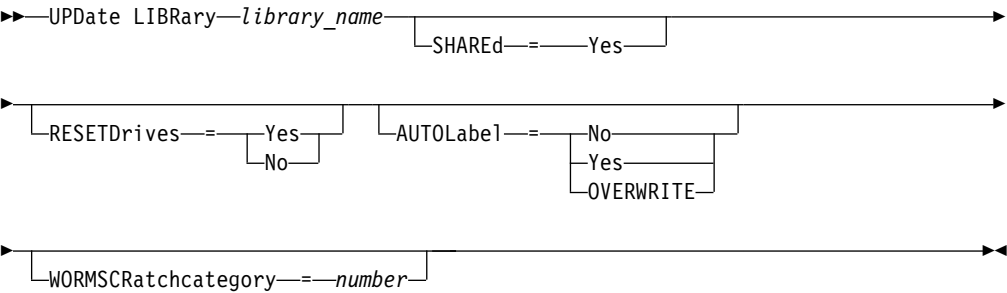 UPDate LIBRary library_name
SHAREd = Yes
RESETDrives = Yes
No
AUTOLabel = No
Yes
OVERWRITE
WORMSCRatchcategory = number